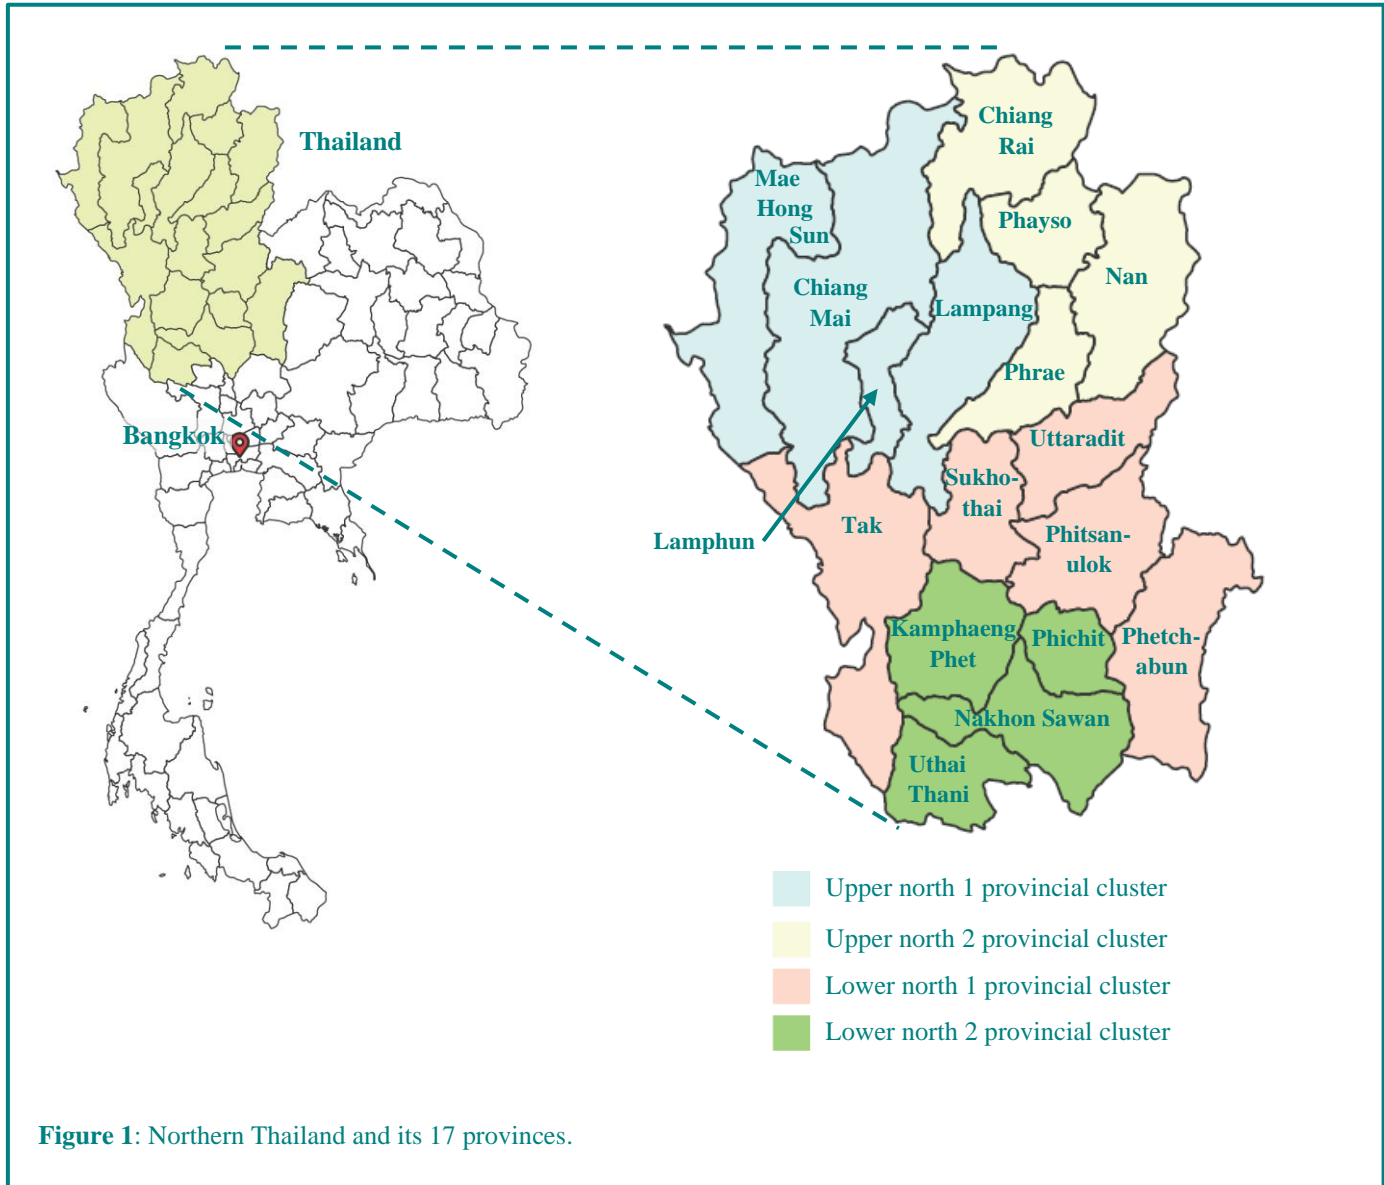 Thailand
Bangkok
Chiang
Rai
Mae
Hong
Sun
Phayso
Nan
Chiang
Mai
Lampang
Phrae
Uttaradit
Sukho-
thai
Tak
Lamphun
Phitsan-
ulok
Kamphaeng
Phet
Phichit
Phetch-
abun
Nakhon Sawan
Uthai
Thani
Upper north 1 provincial cluster
Upper north 2 provincial cluster
Lower north 1 provincial cluster
Lower north 2 provincial cluster
Figure 1: Northern Thailand and its 17 provinces.